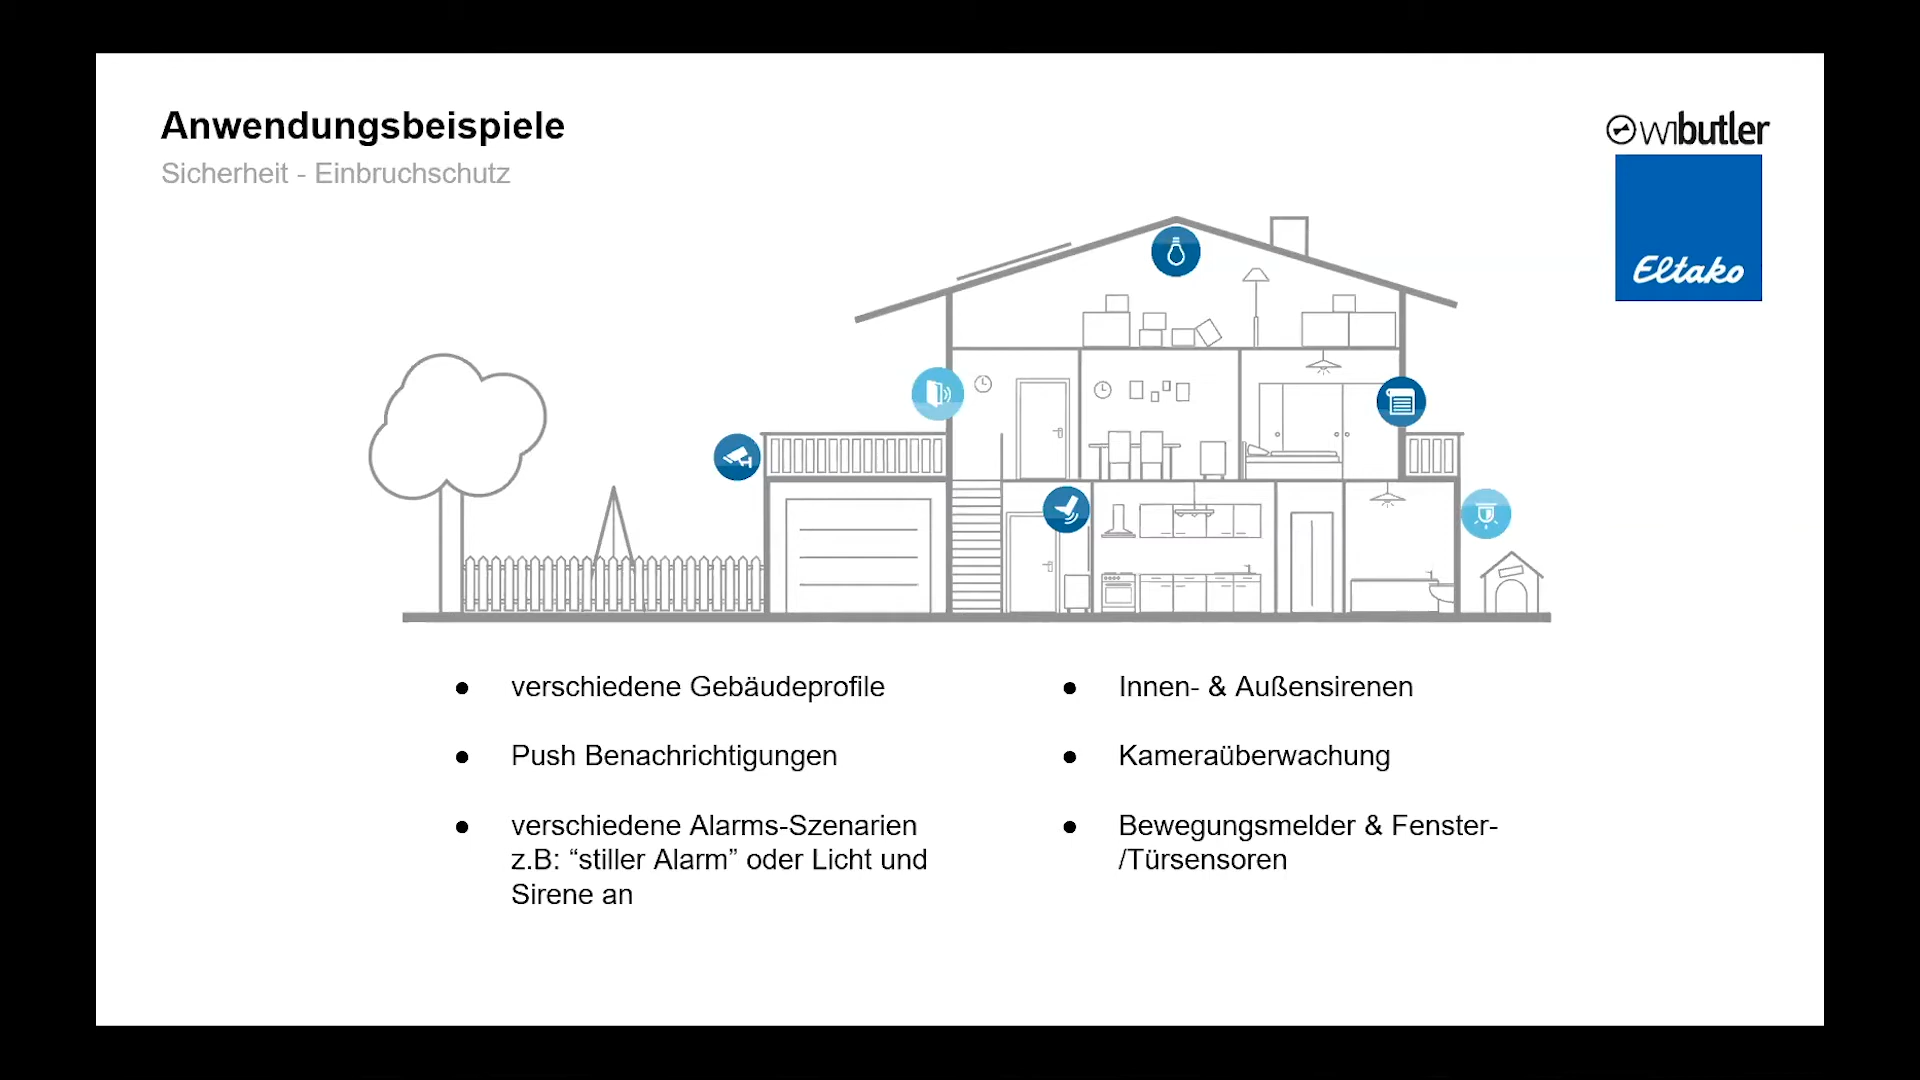 Anwendungsbeispiele
Sicherheit - Einbruchschutz
wibutler
Eltako
● verschiedene Gebäudeprofile
● Push Benachrichtigungen
● verschiedene Alarms-Szenarien
z.B: “stiller Alarm” oder Licht und
Sirene an
● Innen- & Außensirenen
● Kameraüberwachung
● Bewegungsmelder & Fenster-
/Türsensoren